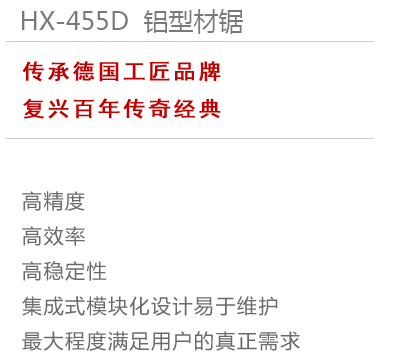 HX-455D 铝型材锯
传承德国工匠品牌
复兴百年传奇经典
高精度
高效率
高稳定性
集成式模块化设计易于维护
最大程度满足用户的真正需求